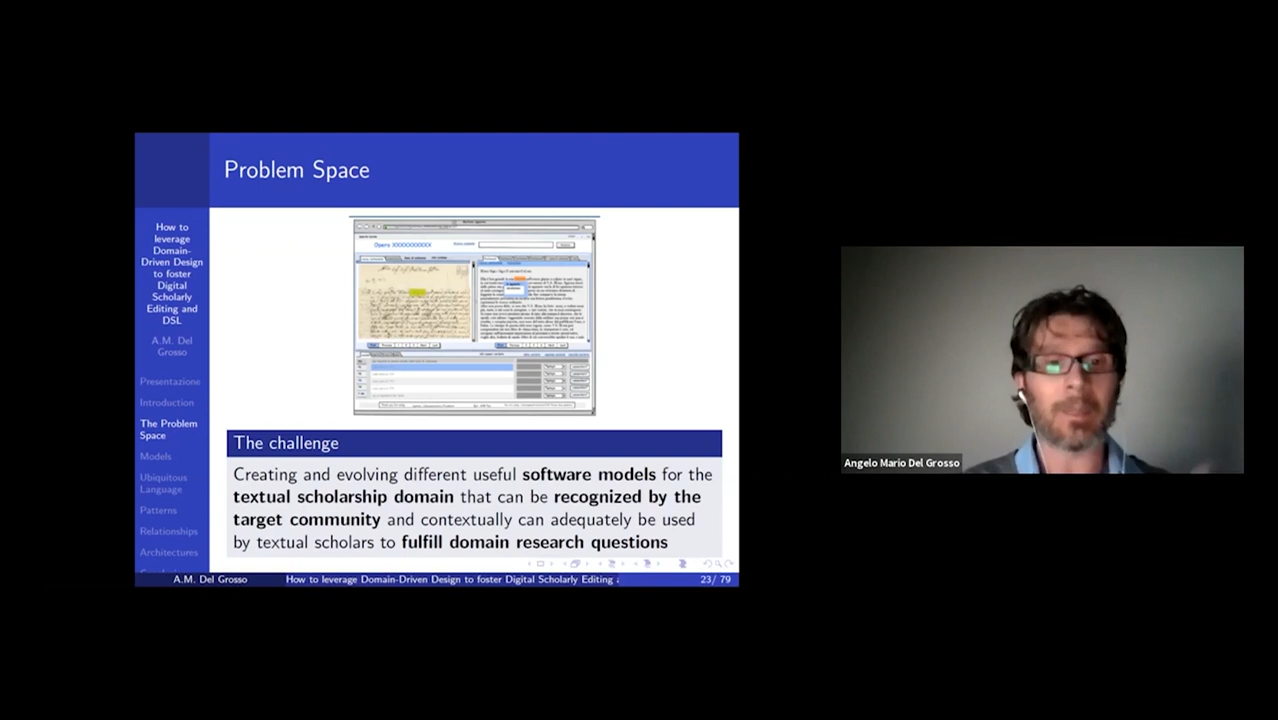 Problem Space
How to
leverage
Domain-
Driven Design
to foster
Digital
Scholarly
Editing and
DSL
A.M. Del
Grosso
Presentazione
Introduction
The Problem
Space
Models
Ubiquitous
Language
Patterns
Relationships
Architectures
Opera XXXXXXXXXX
The challenge
Creating and evolving different useful software models for the
textual scholarship domain that can be recognized by the
target community and contextually can adequately be used
by textual scholars to fulfill domain research questions
A.M. Del Grosso
How to leverage Domain-Driven Design to foster Digital Scholarly Editing
23/ 79
Angelo Mario Del Grosso